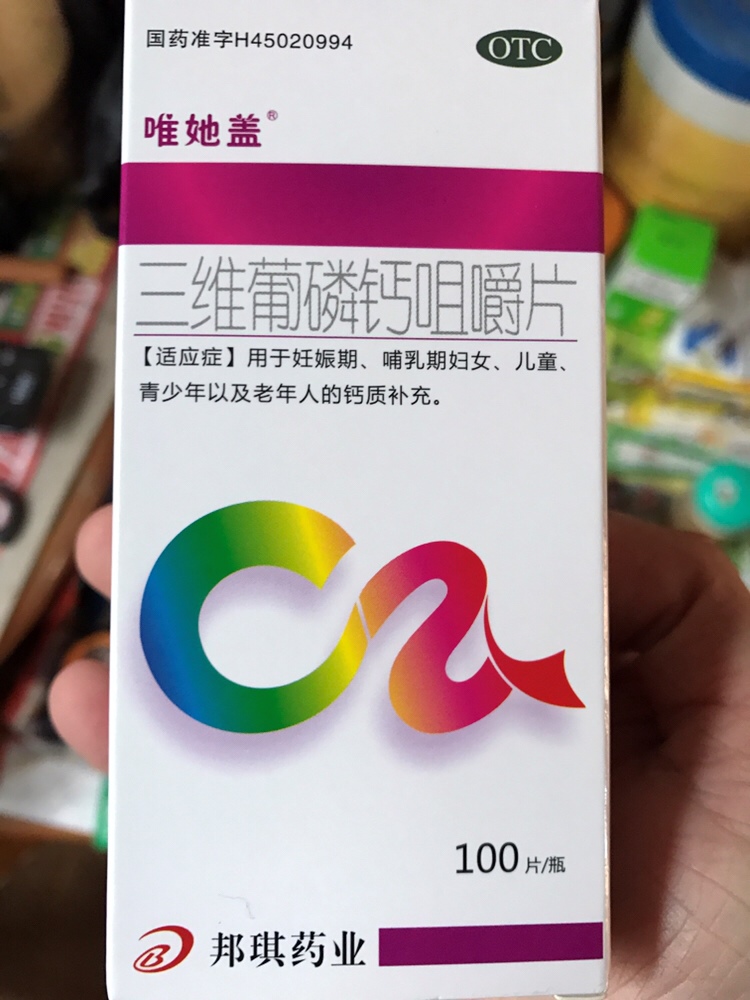 国药准字H45020994
OTC
唯她盖®
三维葡磷钙咀嚼片
【适应症】用于妊娠期、哺乳期妇女、儿童、
青少年以及老年人的钙质补充。
Ca
100片/瓶
B 邦琪药业